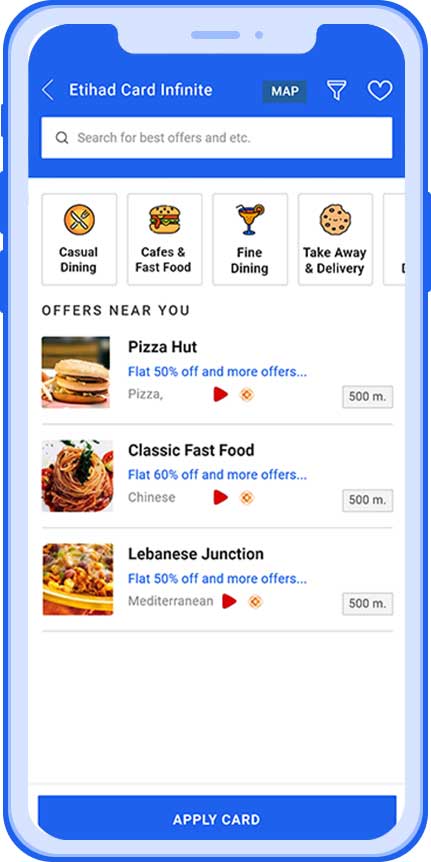 Etihad Card Infinite
MAP
Search for best offers and etc.
Casual
Dining
Cafes &
Fast Food
Fine
Dining
Take Away
& Delivery
D
OFFERS NEAR YOU
Pizza Hut
Flat 50% off and more offers...
Pizza,
500 m.
Classic Fast Food
Flat 60% off and more offers...
Chinese
500 m.
Lebanese Junction
Flat 50% off and more offers...
Mediterranean
500 m.
APPLY CARD